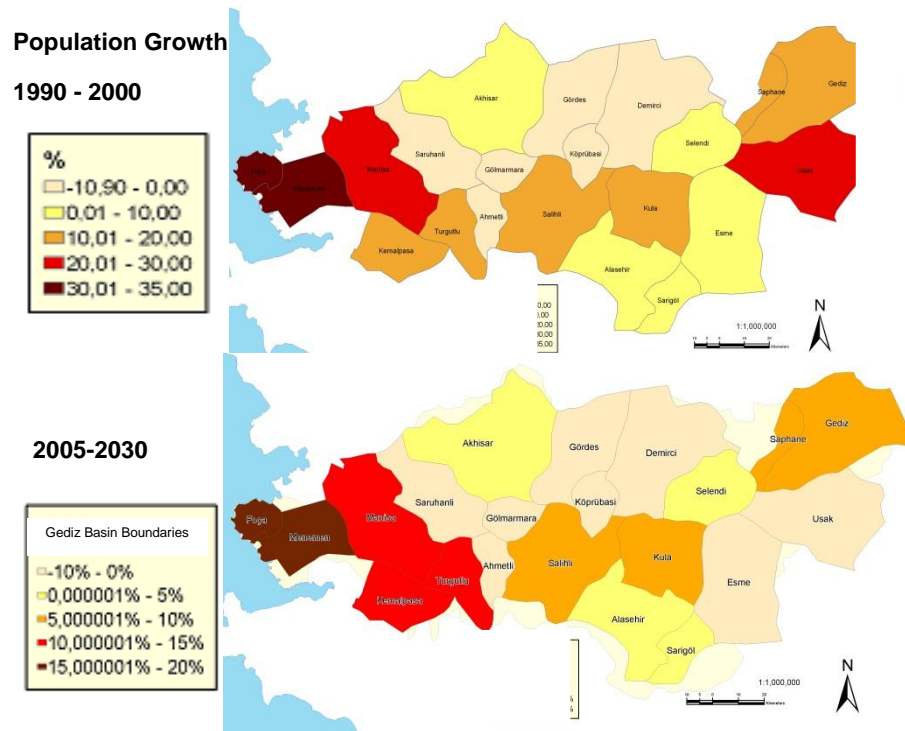 Population Growth
1990 - 2000
%
-10,90 - 0,00
0,01 - 10,00
10,01 - 20,00
20,01 - 30,00
30,01 - 35,00
Akhisar
Gördes
Demirci
Saphane
Gediz
Saruhanli
Gölmarmara
Köprübasi
Selendi
Foça
Menemen
Manisa
Usak
Kemalpasa
Turgutlu
Ahmetli
Salihli
Kula
Esme
Alasehir
Sarigöl
1:1,000,000
Kilometers
N
2005-2030
Gediz Basin Boundaries
-10% - 0%
0,000001% - 5%
5,000001% - 10%
10,000001% - 15%
15,000001% - 20%
Akhisar
Gördes
Demirci
Saphane
Gediz
Saruhanli
Gölmarmara
Köprübasi
Selendi
Foça
Menemen
Manisa
Usak
Kemalpasa
Turgutlu
Ahmetli
Salihli
Kula
Esme
Alasehir
Sarigöl
1:1,000,000
Kilometers
N